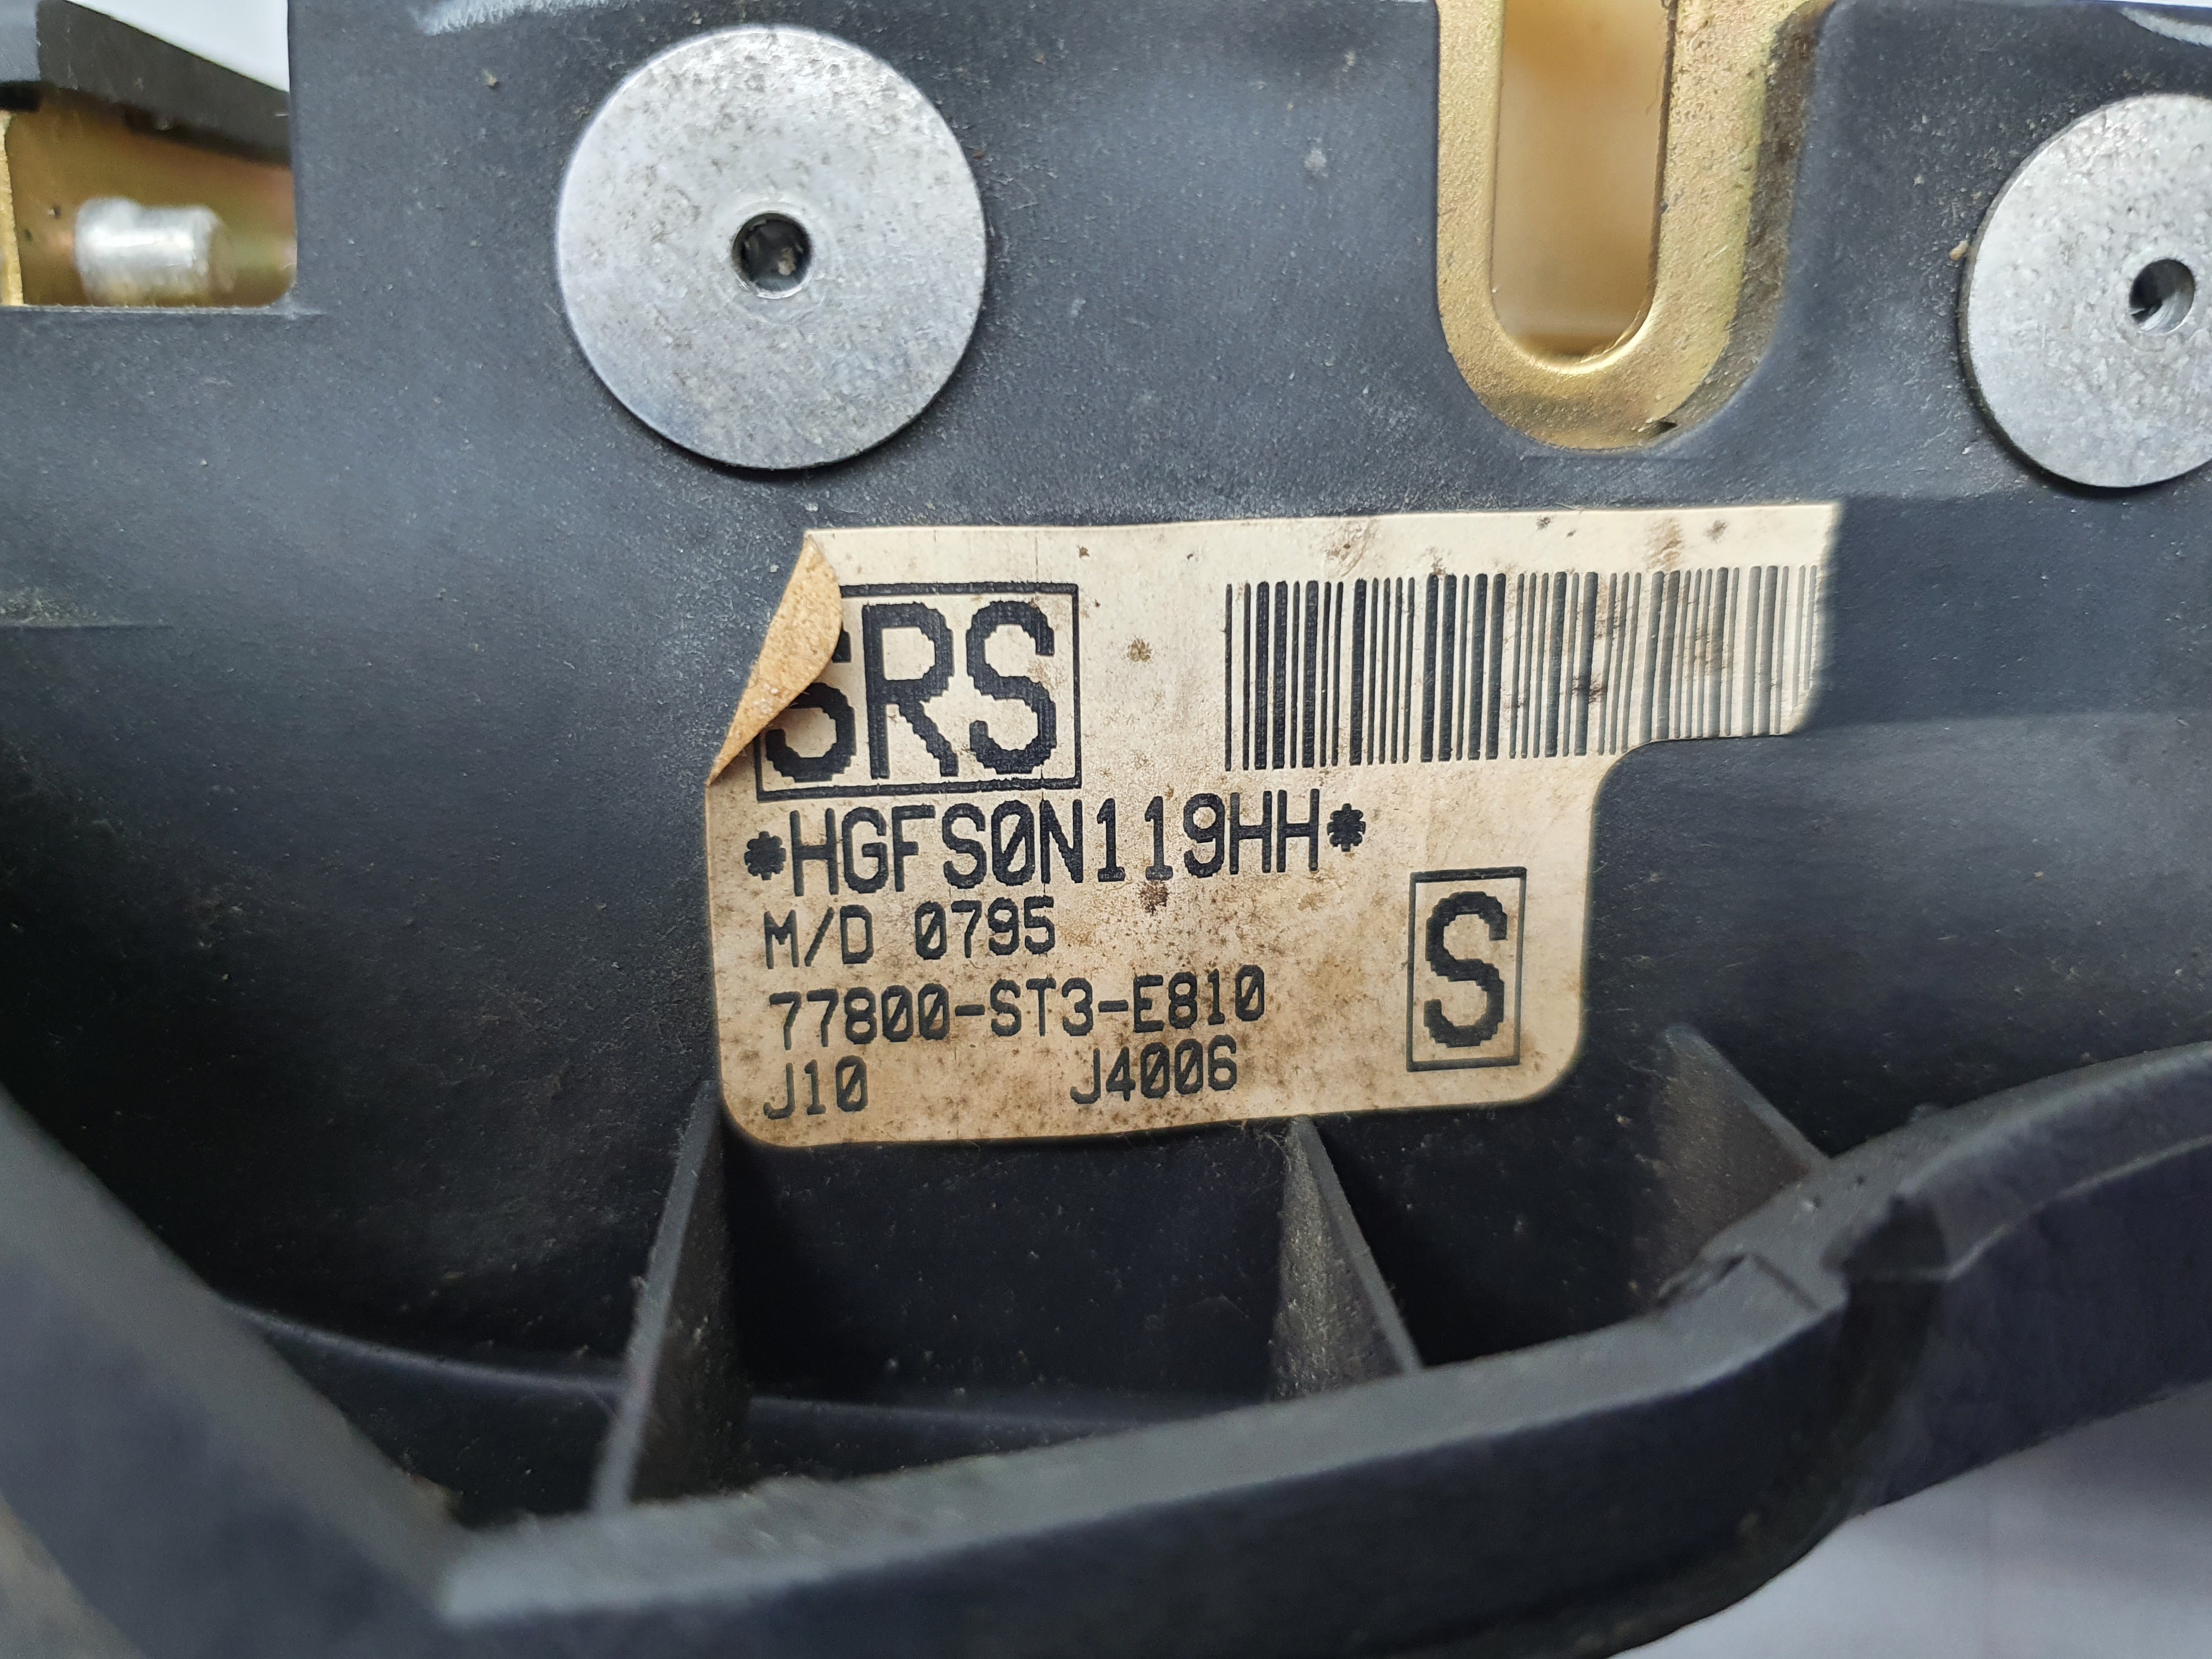 SRS
*HGFS0N119HH*
M/D 0795
S
77800-ST3-E810
J10 J4006